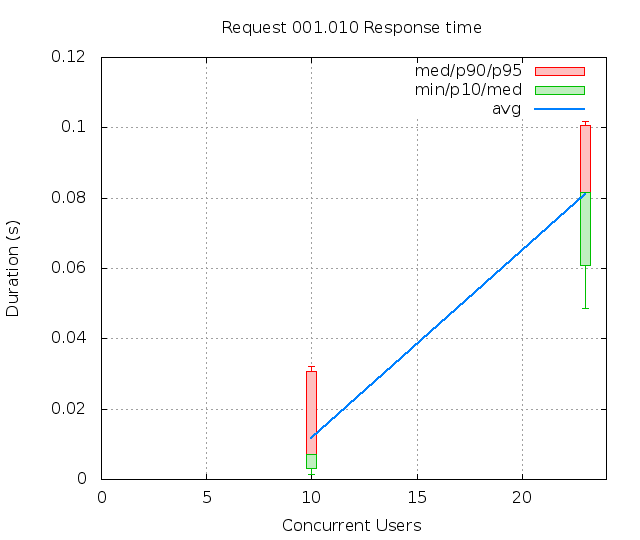 Request 001.010 Response time
0.12
0.1
0.08
0.06
0.04
0.02
0
Duration (s)
med/p90/p95
min/p10/med
avg
0 5 10 15 20
Concurrent Users